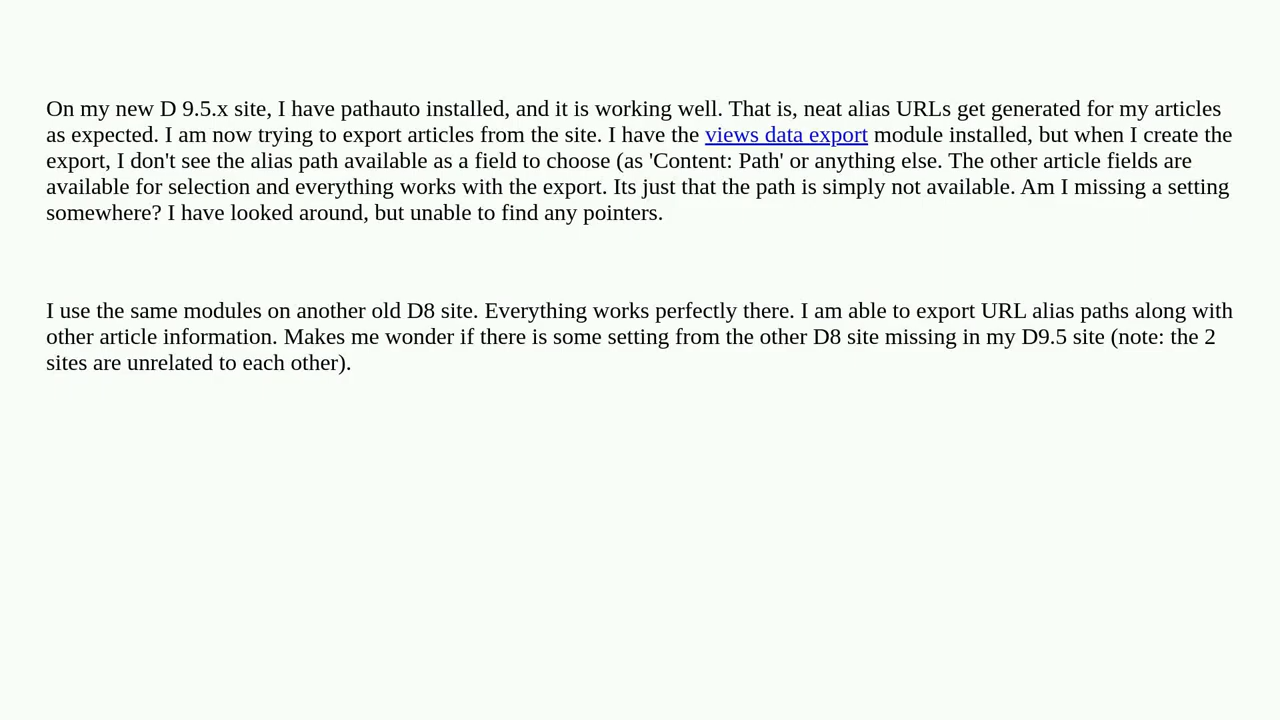 On my new D 9.5.x site, I have pathauto installed, and it is working well. That is, neat alias URLs get generated for my articles
as expected. I am now trying to export articles from the site. I have the views data export module installed, but when I create the
export, I don't see the alias path available as a field to choose (as 'Content: Path' or anything else. The other article fields are
available for selection and everything works with the export. Its just that the path is simply not available. Am I missing a setting
somewhere? I have looked around, but unable to find any pointers.
I use the same modules on another old D8 site. Everything works perfectly there. I am able to export URL alias paths along with
other article information. Makes me wonder if there is some setting from the other D8 site missing in my D9.5 site (note: the 2
sites are unrelated to each other).